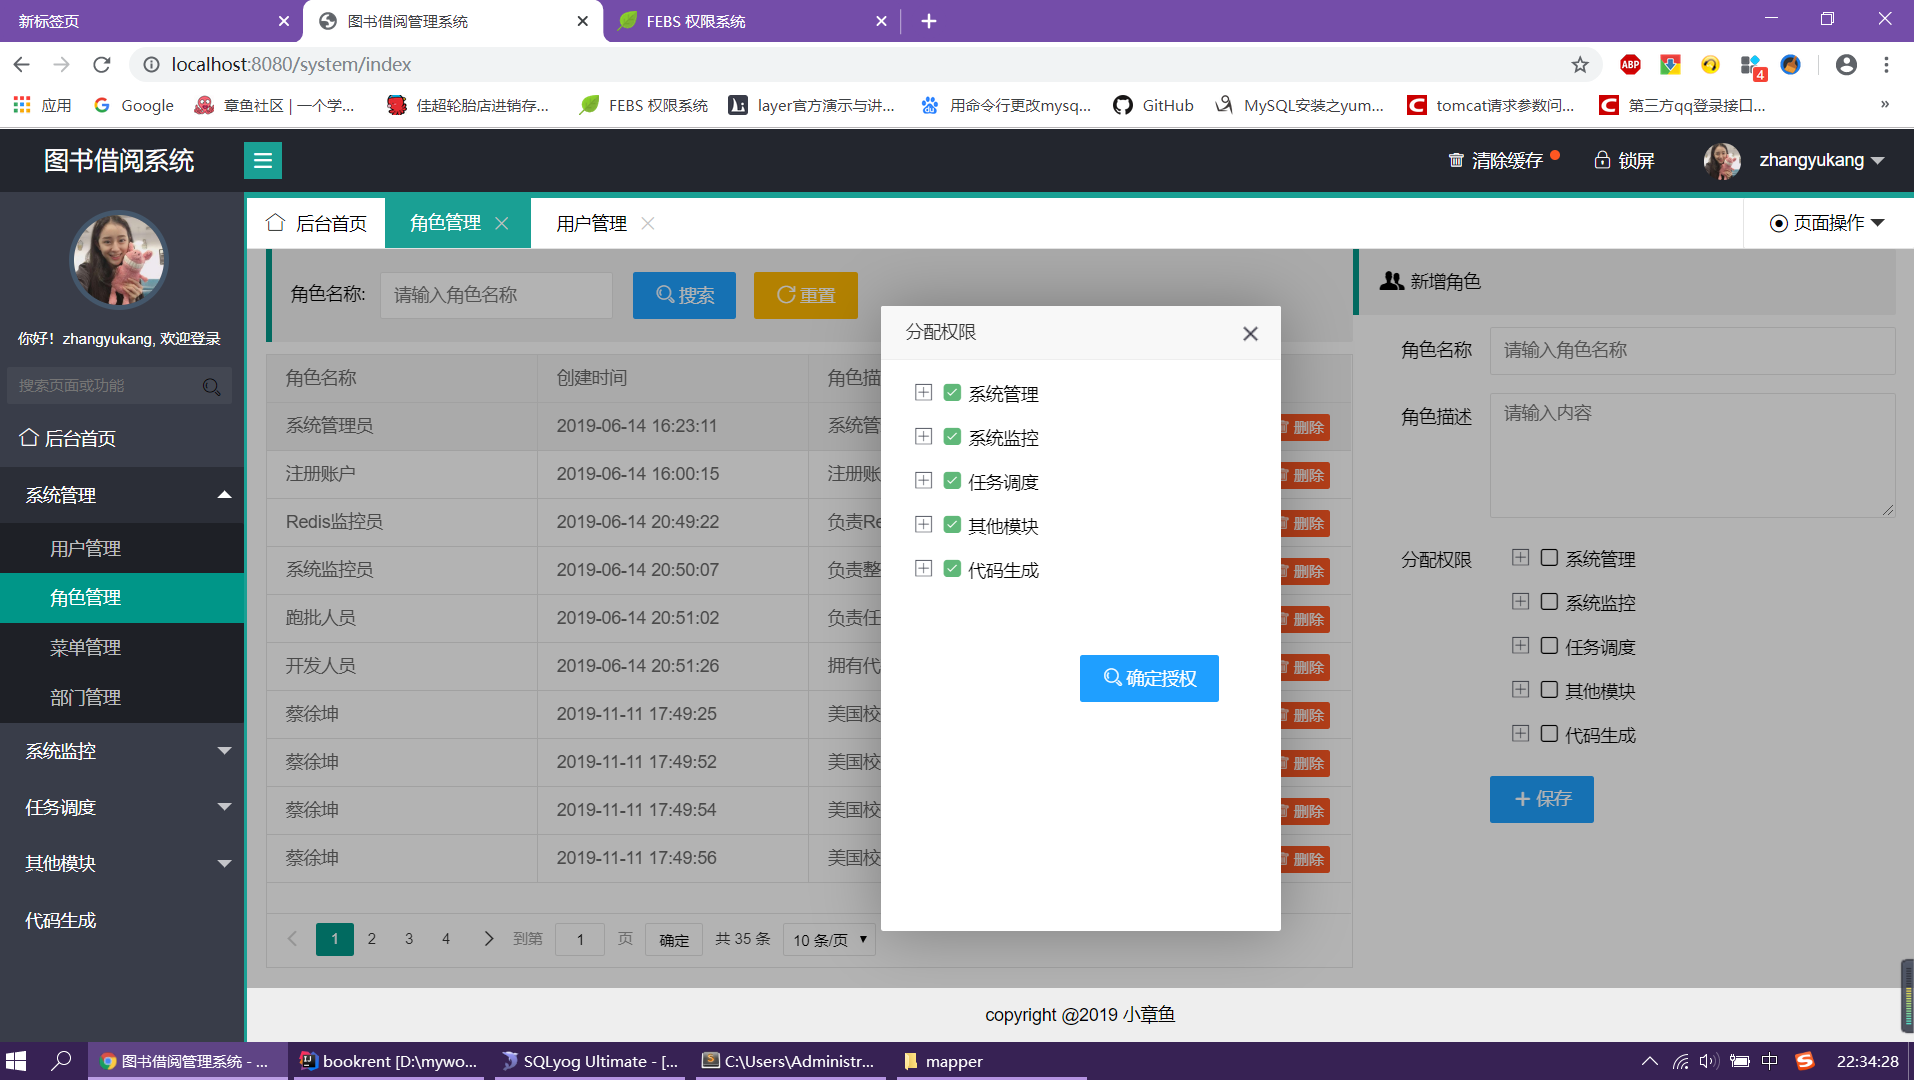 新标签页
图书借阅管理系统
FEBS 权限系统
localhost:8080/system/index
ABP
4
应用
Google
章鱼社区 | 一个学...
佳超轮胎店进销存...
FEBS 权限系统
layer官方演示与讲...
用命令行更改mysq...
GitHub
MySQL安装之yum...
tomcat请求参数问...
第三方qq登录接口...
»
图书借阅系统
清除缓存
锁屏
zhangyukang
后台首页
角色管理
用户管理
页面操作
你好！zhangyukang, 欢迎登录
搜索页面或功能
后台首页
系统管理
用户管理
角色管理
菜单管理
部门管理
系统监控
任务调度
其他模块
代码生成
角色名称:
请输入角色名称
搜索
重置
角色名称 创建时间 角色描
系统管理员 2019-06-14 16:23:11 系统管 删除
注册账户 2019-06-14 16:00:15 注册账 删除
Redis监控员 2019-06-14 20:49:22 负责Re 删除
系统监控员 2019-06-14 20:50:07 负责整 删除
跑批人员 2019-06-14 20:51:02 负责任 删除
开发人员 2019-06-14 20:51:26 拥有代 删除
蔡徐坤 2019-11-11 17:49:25 美国校 删除
蔡徐坤 2019-11-11 17:49:52 美国校 删除
蔡徐坤 2019-11-11 17:49:54 美国校 删除
蔡徐坤 2019-11-11 17:49:56 美国校 删除
1 2 3 4 到第 1 页 确定 共 35 条 10 条/页
分配权限
系统管理
系统监控
任务调度
其他模块
代码生成
确定授权
新增角色
角色名称
请输入角色名称
角色描述
请输入内容
分配权限
系统管理
系统监控
任务调度
其他模块
代码生成
保存
copyright @2019 小章鱼
图书借阅管理系统 - ...
bookrent [D:\mywo...
SQLyog Ultimate - [...
C:\Users\Administr...
mapper
中
22:34:28